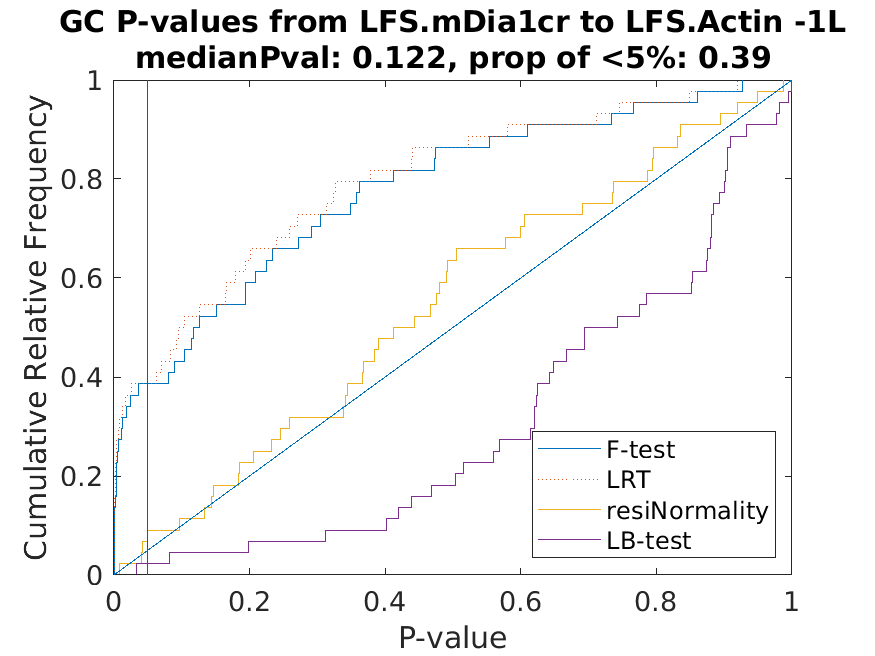 GC P-values from LFS.mDia1cr to LFS.Actin -1L
medianPval: 0.122, prop of <5%: 0.39
Cumulative Relative Frequency
1
0.8
0.6
0.4
0.2
0
0
0.2
0.4
0.6
0.8
1
P-value
F-test
LRT
resiNormality
LB-test